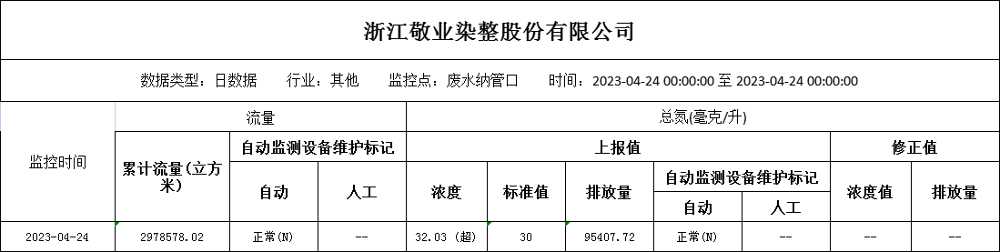 浙江敬业染整股份有限公司
数据类型：日数据 行业：其他 监控点：废水纳管口 时间：2023-04-24 00:00:00 至 2023-04-24 00:00:00
监控时间 流量 总氮(毫克/升)
累计流量(立方米) 自动监测设备维护标记 上报值 修正值
自动 人工 浓度 标准值 排放量 自动监测设备维护标记 浓度值 排放量
自动 人工
2023-04-24 2978578.02 正常(N) -- 32.03 (超) 30 95407.72 正常(N) -- -- --